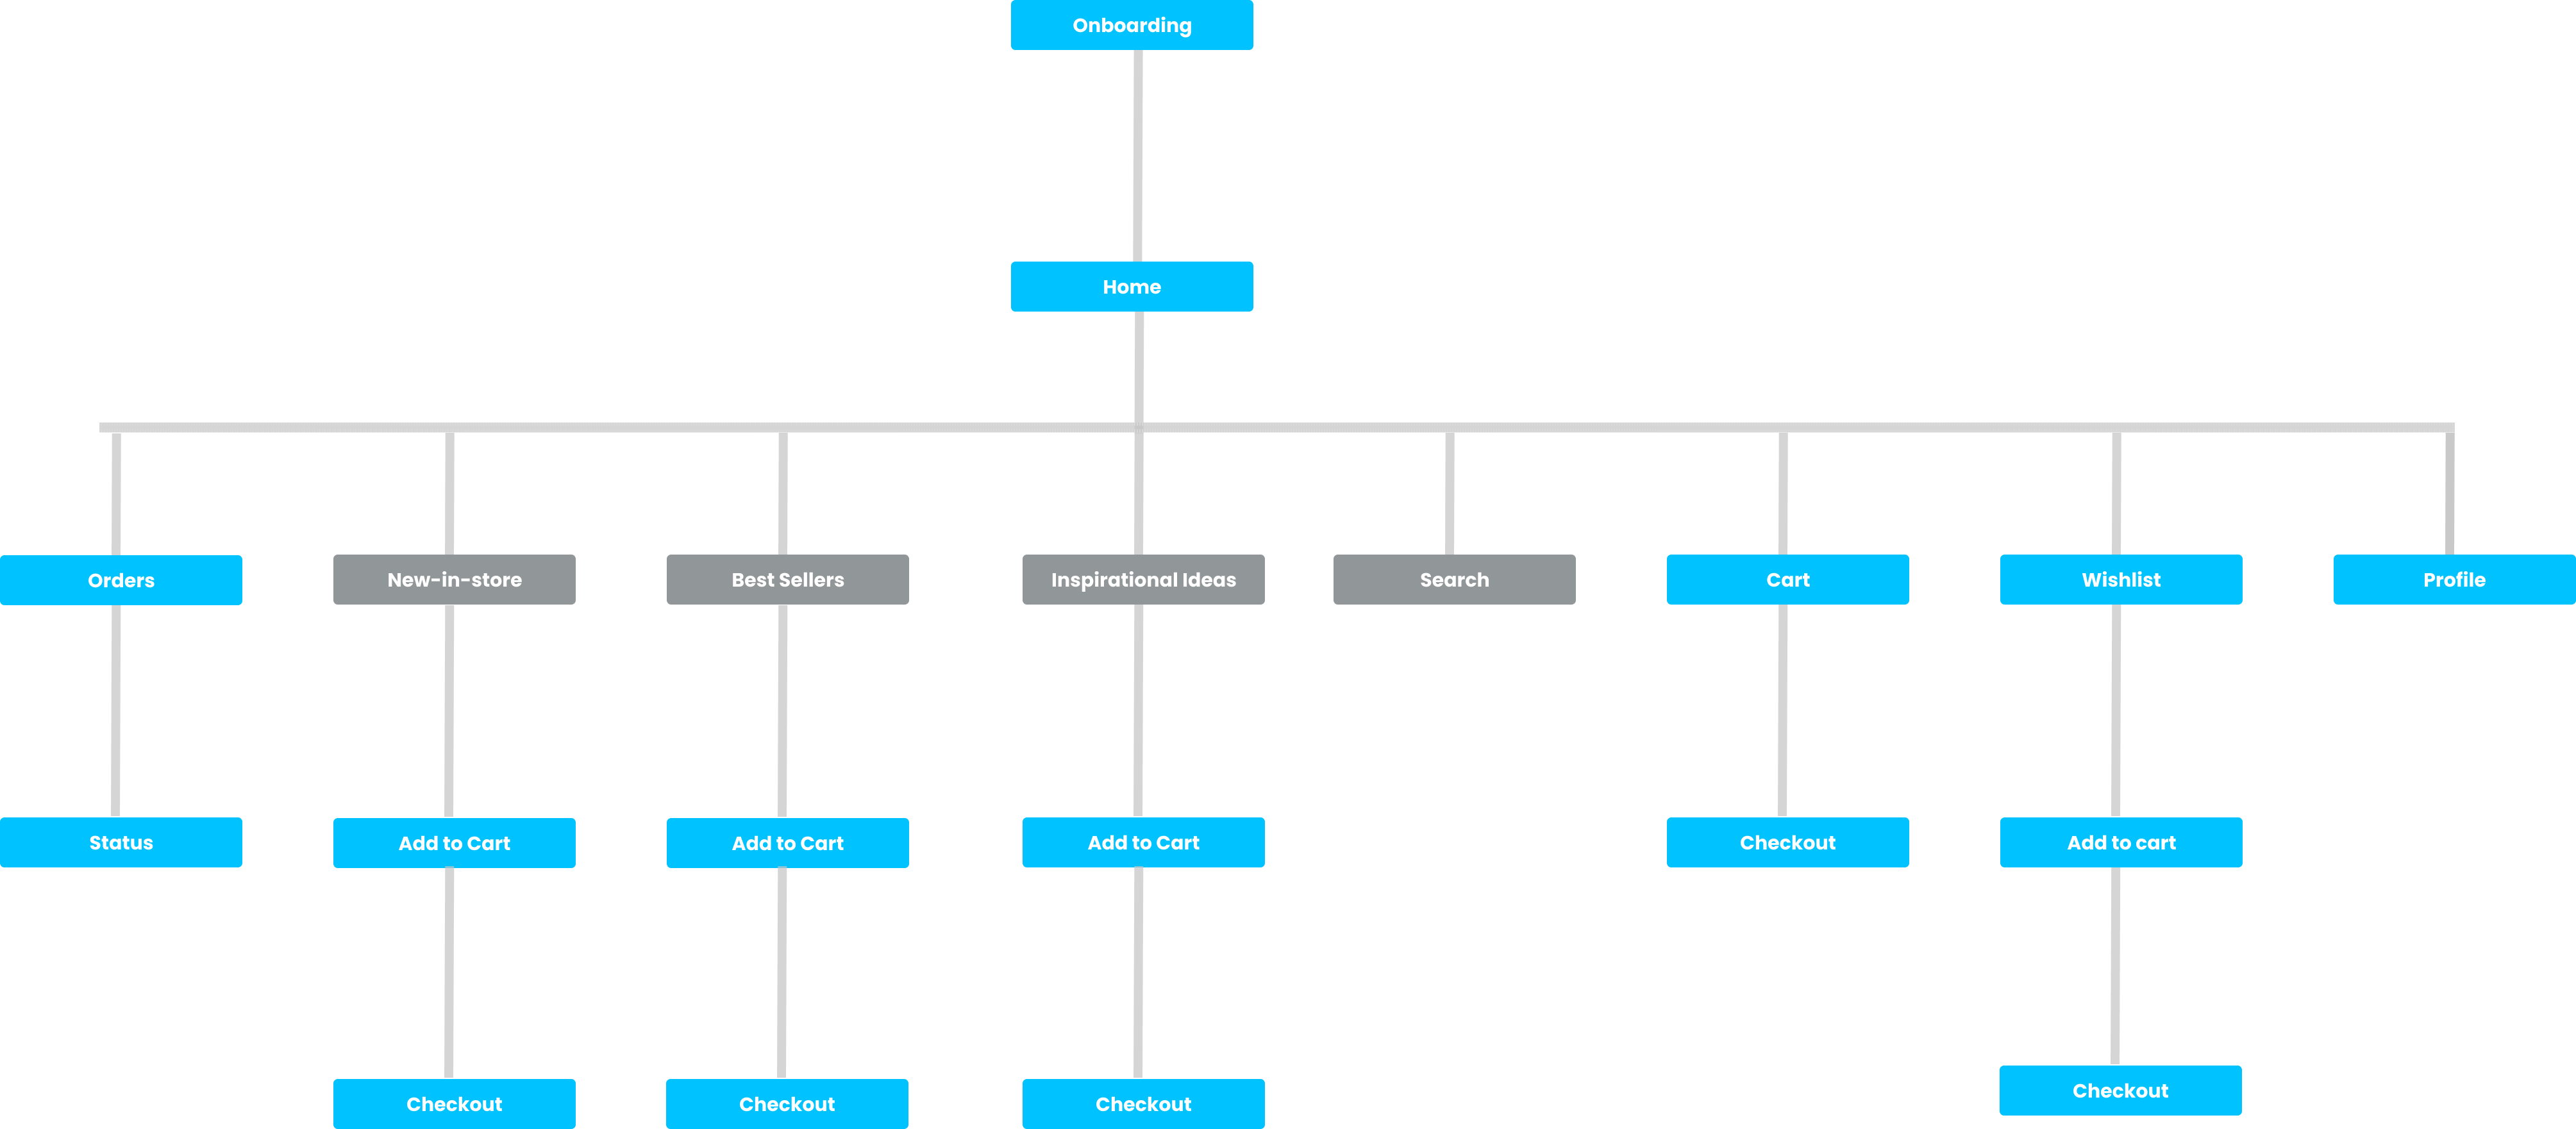 Onboarding
Home
Orders
New-in-store
Best Sellers
Inspirational Ideas
Search
Cart
Wishlist
Profile
Status
Add to Cart
Add to Cart
Add to Cart
Checkout
Add to cart
Checkout
Checkout
Checkout
Checkout